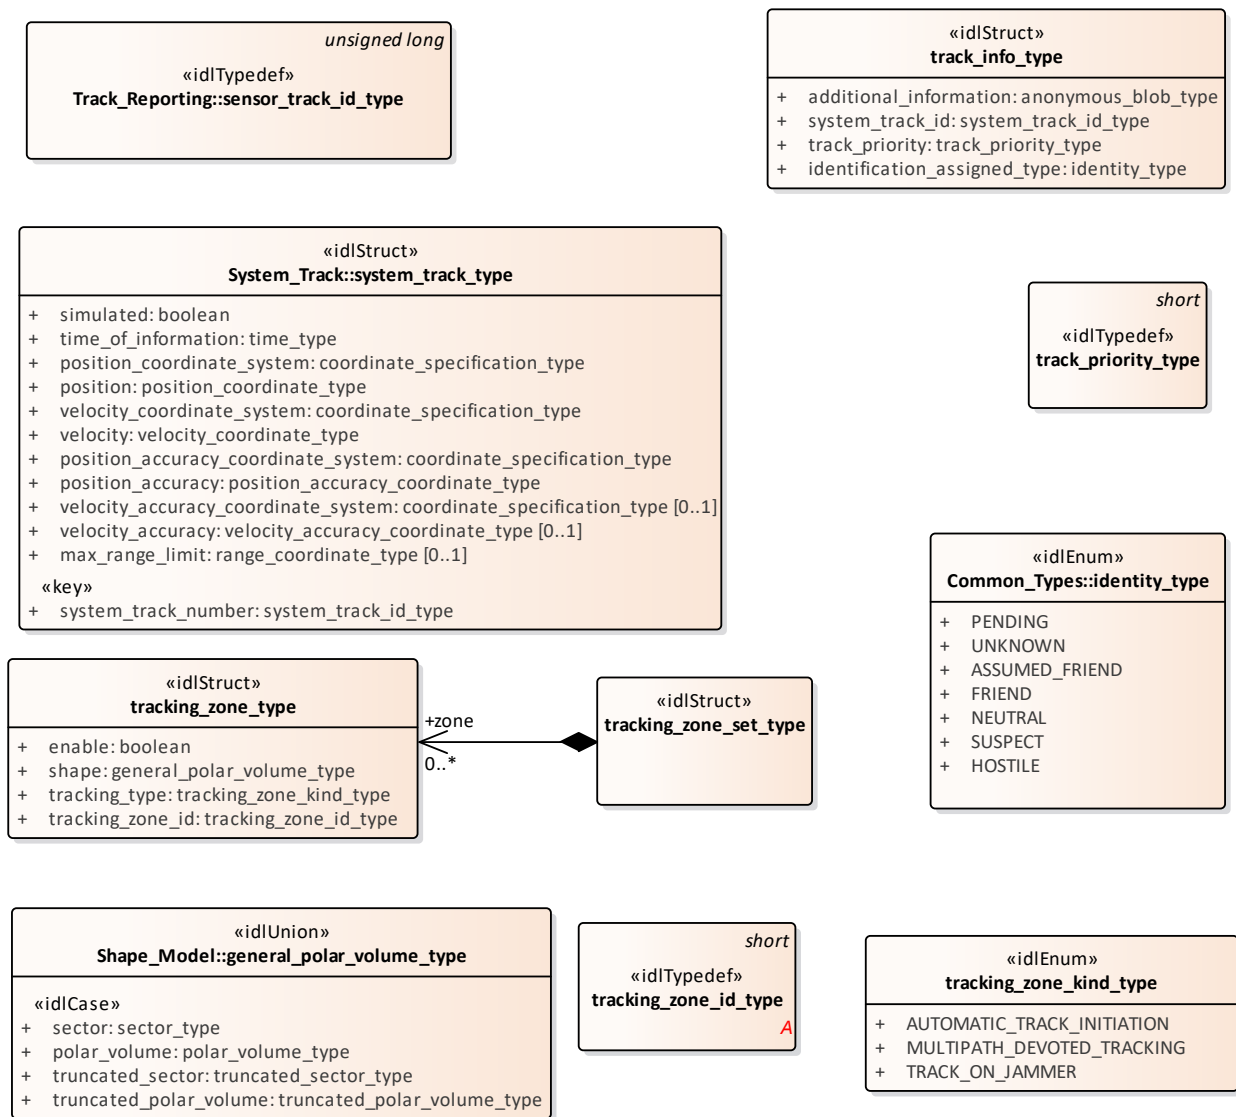 unsigned long
«idlTypedef»
Track_Reporting::sensor_track_id_type
«idlStruct»
track_info_type
+ additional_information: anonymous_blob_type
+ system_track_id: system_track_id_type
+ track_priority: track_priority_type
+ identification_assigned_type: identity_type
«idlStruct»
System_Track::system_track_type
+ simulated: boolean
+ time_of_information: time_type
+ position_coordinate_system: coordinate_specification_type
+ position: position_coordinate_type
+ velocity_coordinate_system: coordinate_specification_type
+ velocity: velocity_coordinate_type
+ position_accuracy_coordinate_system: coordinate_specification_type
+ position_accuracy: position_accuracy_coordinate_type
+ velocity_accuracy_coordinate_system: coordinate_specification_type [0..1]
+ velocity_accuracy: velocity_accuracy_coordinate_type [0..1]
+ max_range_limit: range_coordinate_type [0..1]
«key»
+ system_track_number: system_track_id_type
short
«idlTypedef»
track_priority_type
«idlEnum»
Common_Types::identity_type
+ PENDING
+ UNKNOWN
+ ASSUMED_FRIEND
+ FRIEND
+ NEUTRAL
+ SUSPECT
+ HOSTILE
«idlStruct»
tracking_zone_type
+ enable: boolean
+ shape: general_polar_volume_type
+ tracking_type: tracking_zone_kind_type
+ tracking_zone_id: tracking_zone_id_type
+zone
0..*
«idlStruct»
tracking_zone_set_type
«idlUnion»
Shape_Model::general_polar_volume_type
«idlCase»
+ sector: sector_type
+ polar_volume: polar_volume_type
+ truncated_sector: truncated_sector_type
+ truncated_polar_volume: truncated_polar_volume_type
short
«idlTypedef»
tracking_zone_id_type
A
«idlEnum»
tracking_zone_kind_type
+ AUTOMATIC_TRACK_INITIATION
+ MULTIPATH_DEVOTED_TRACKING
+ TRACK_ON_JAMMER